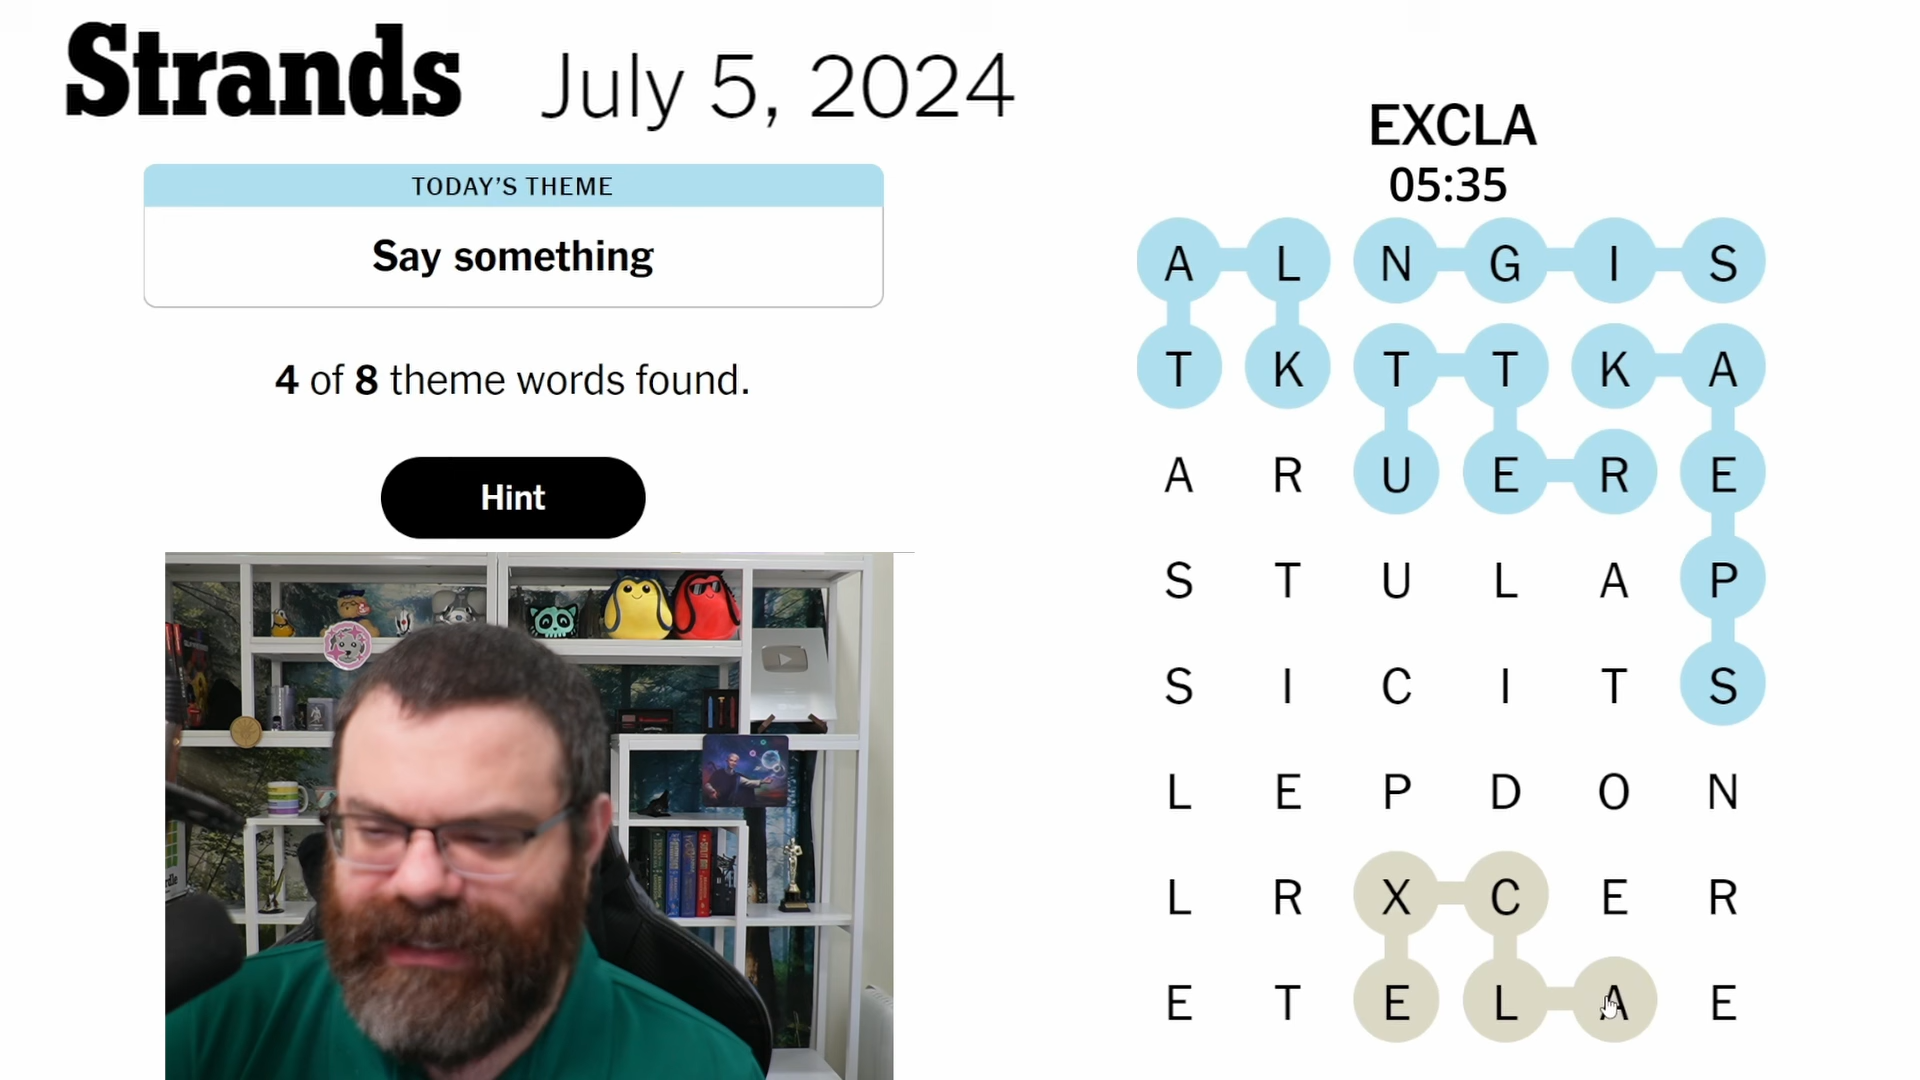 Strands July 5, 2024
TODAY'S THEME
Say something
4 of 8 theme words found.
Hint
EXCLA
05:35
A L N G I S
T K T T K A
A R U E R E
S T U L A P
S I C I T S
L E P D O N
L R X C E R
E T E L A E